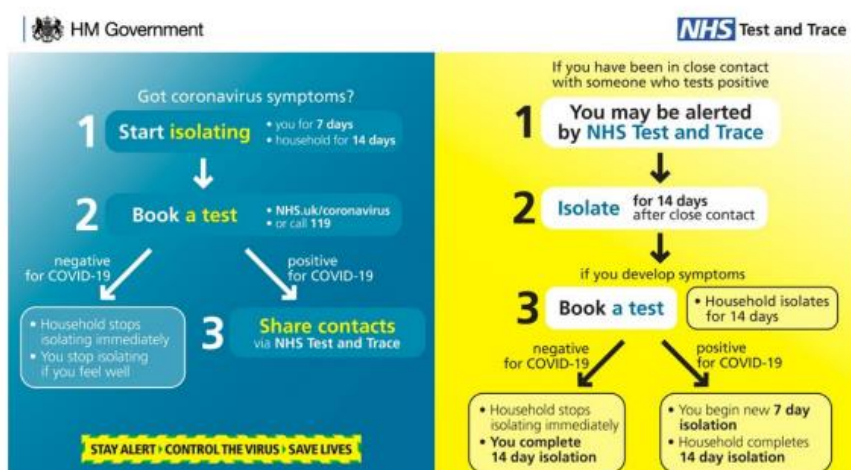 HM Government
NHS Test and Trace
Got coronavirus symptoms?
1 Start isolating
• you for 7 days
• household for 14 days
2 Book a test
• NHS.uk/coronavirus
• or call 119
negative
for COVID-19
positive
for COVID-19
• Household stops
isolating immediately
• You stop isolating
if you feel well
3 Share contacts
via NHS Test and Trace
STAY ALERT › CONTROL THE VIRUS › SAVE LIVES
If you have been in close contact
with someone who tests positive
1 You may be alerted
by NHS Test and Trace
2 Isolate for 14 days
after close contact
if you develop symptoms
3 Book a test
• Household isolates
for 14 days
negative
for COVID-19
positive
for COVID-19
• Household stops
isolating immediately
• You complete
14 day isolation
• You begin new 7 day
isolation
• Household completes
14 day isolation